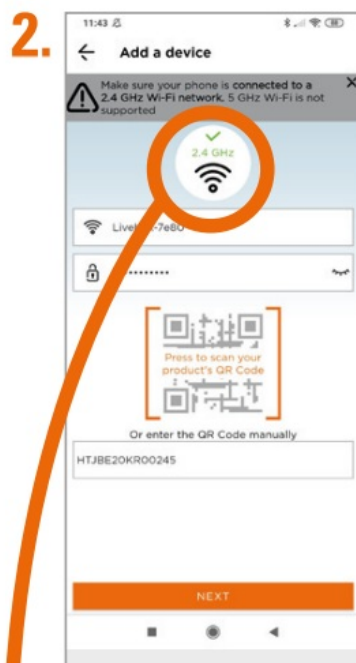 2.
11:43
Add a device
Make sure your phone is connected to a
2.4 GHz Wi-Fi network. 5 GHz Wi-Fi is not
supported
2.4 GHz
Press to scan your
product's QR Code
Or enter the QR Code manually
HTJBE20KR00245
NEXT